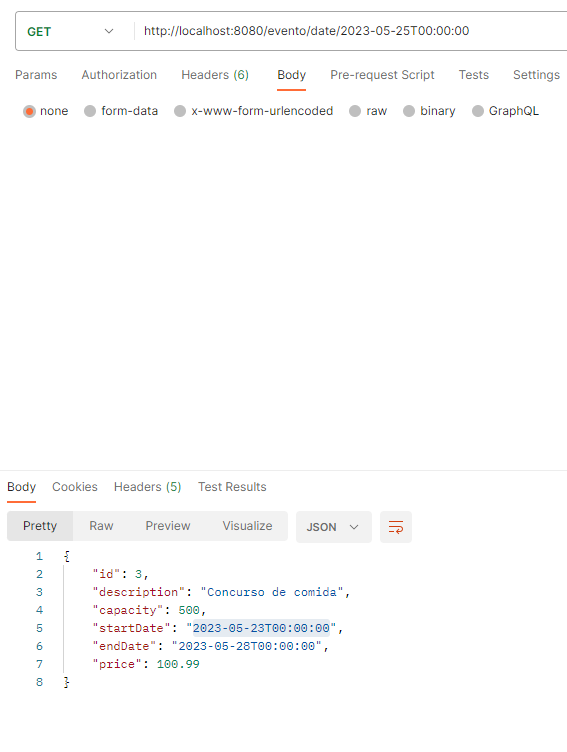 GET http://localhost:8080/evento/date/2023-05-25T00:00:00
Params Authorization Headers (6) Body Pre-request Script Tests Settings
none form-data x-www-form-urlencoded raw binary GraphQL
Body Cookies Headers (5) Test Results
Pretty Raw Preview Visualize JSON
1 {
2 "id": 3,
3 "description": "Concurso de comida",
4 "capacity": 500,
5 "startDate": "2023-05-23T00:00:00",
6 "endDate": "2023-05-28T00:00:00",
7 "price": 100.99
8 }